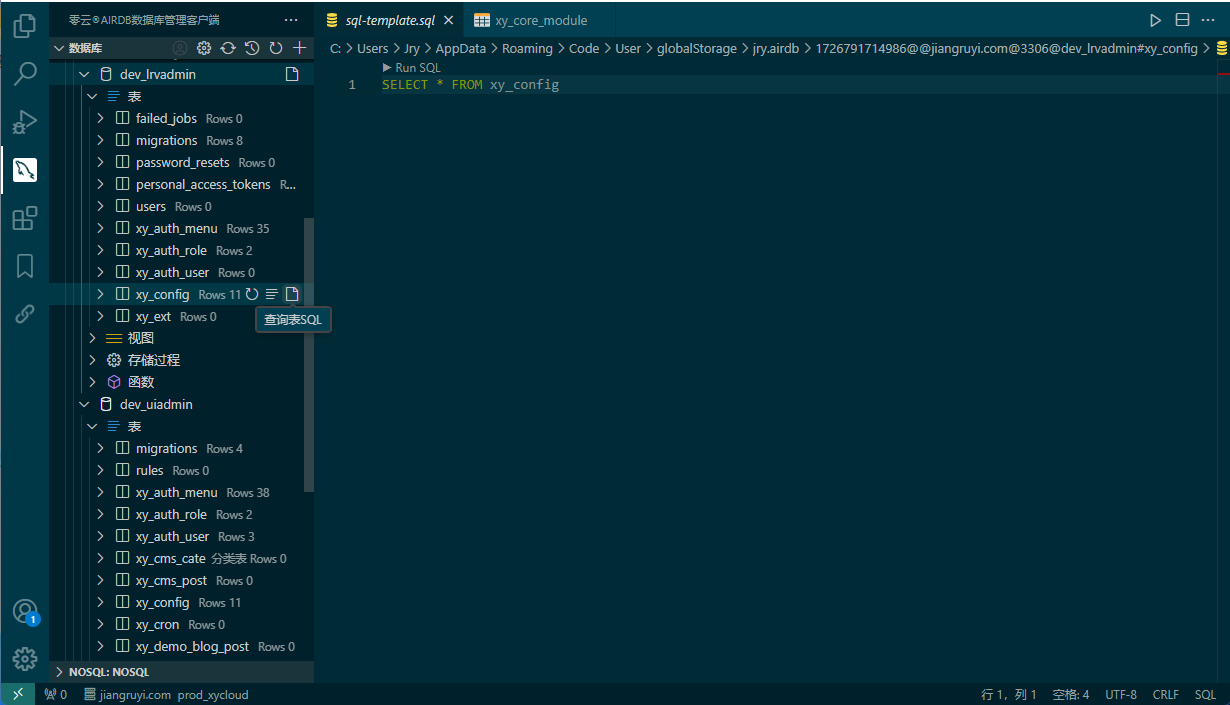 零云®AIRDB数据库管理客户端
数据库
dev_lrvadmin
表
failed_jobs Rows 0
migrations Rows 8
password_resets Rows 0
personal_access_tokens R...
users Rows 0
xy_auth_menu Rows 35
xy_auth_role Rows 2
xy_auth_user Rows 0
xy_config Rows 11
xy_ext Rows 0
查询表SQL
视图
存储过程
函数
dev_uiadmin
表
migrations Rows 4
rules Rows 0
xy_auth_menu Rows 38
xy_auth_role Rows 2
xy_auth_user Rows 3
xy_cms_cate 分类表 Rows 0
xy_cms_post Rows 0
xy_config Rows 11
xy_cron Rows 0
xy_demo_blog_post Rows 0
NOSQL: NOSQL
sql-template.sql xy_core_module
C: > Users > Jry > AppData > Roaming > Code > User > globalStorage > jry.airdb > 1726791714986@@jiangruyi.com@3306@dev_lrvadmin#xy_config >
Run SQL
1 SELECT * FROM xy_config
1
0 jiangruyi.com prod_xycloud
行 1，列 1 空格: 4 UTF-8 CRLF SQL